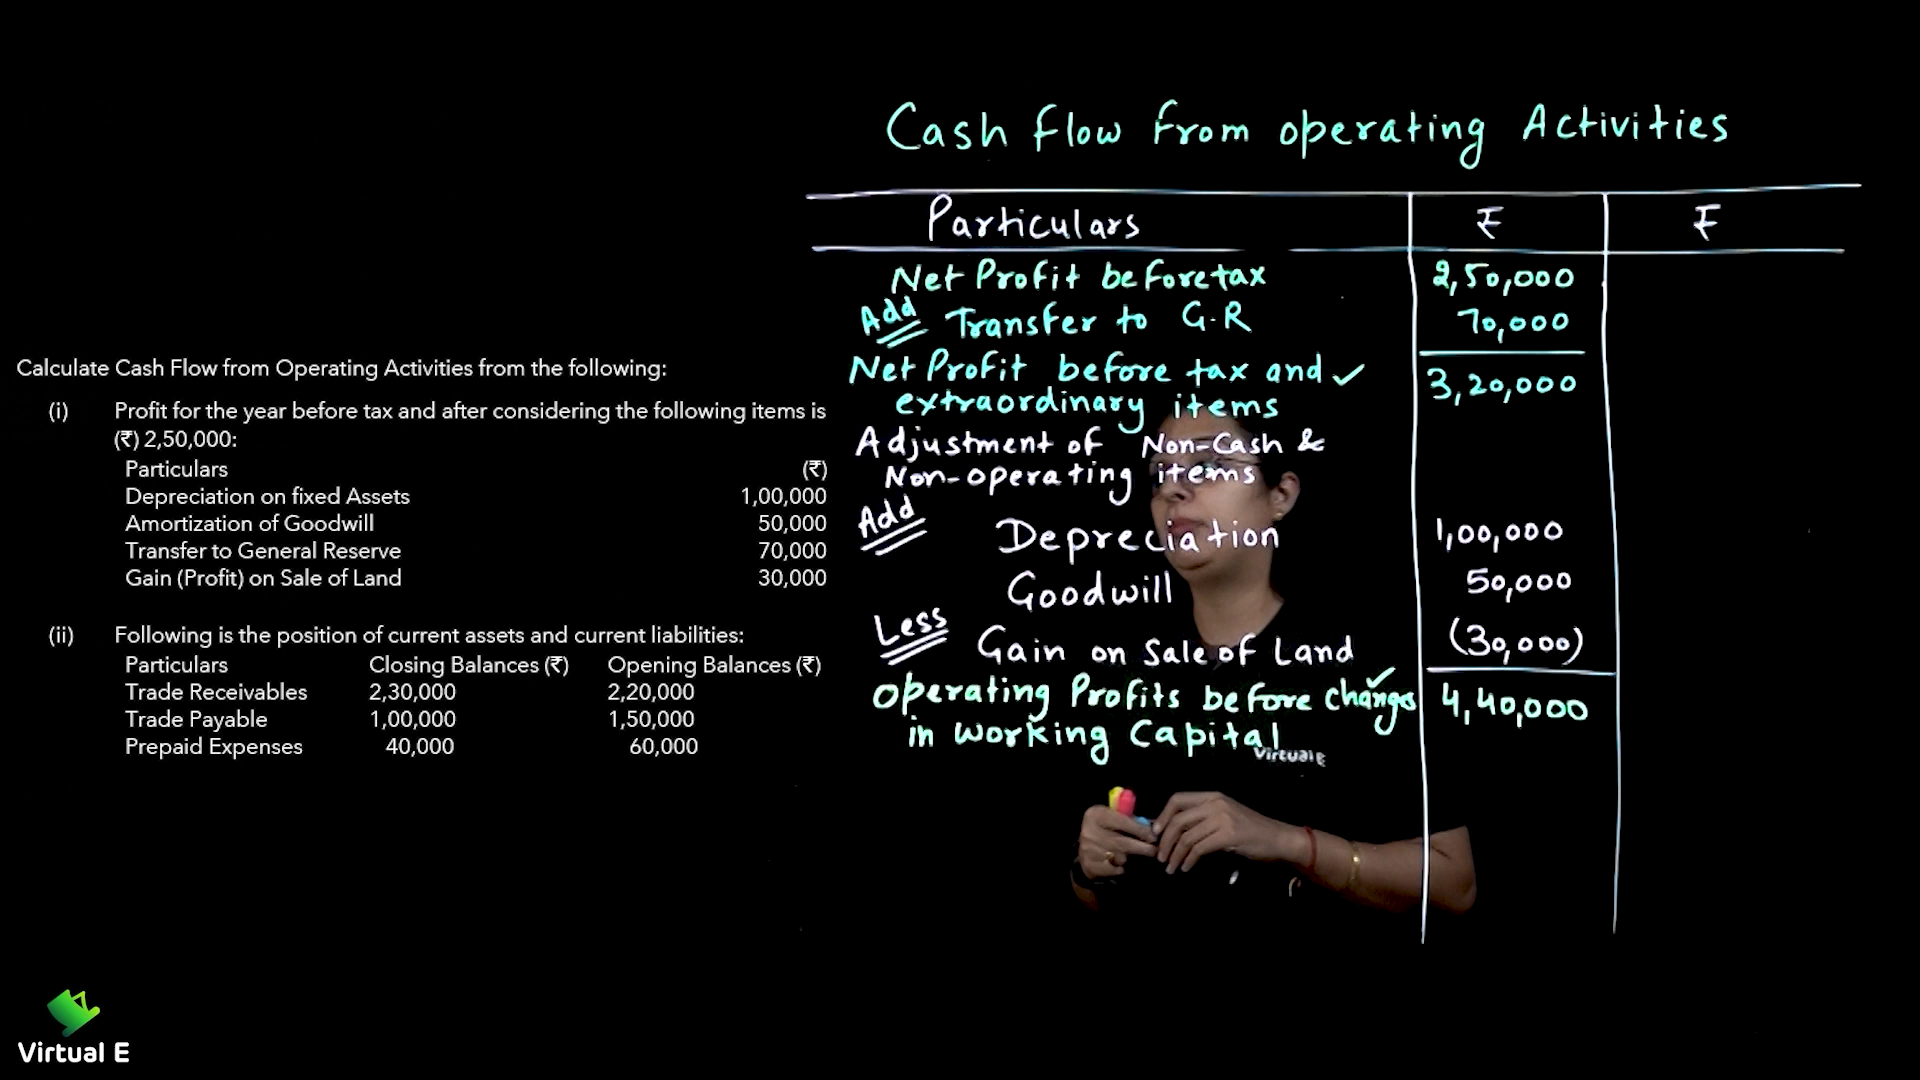 Cash flow from operating Activities
Particulars ₹ ₹
Net Profit before tax 2,50,000
Add Transfer to G.R 70,000
Net Profit before tax and ✓ 3,20,000
extraordinary items
Adjustment of Non-Cash &
Non-operating items
Add Depreciation 1,00,000
Goodwill 50,000
Less Gain on Sale of Land (30,000)
Operating Profits before changes 4,40,000
in working Capital
Virtual E
Calculate Cash Flow from Operating Activities from the following:
(i) Profit for the year before tax and after considering the following items is
(₹) 2,50,000:
Particulars (₹)
Depreciation on fixed Assets 1,00,000
Amortization of Goodwill 50,000
Transfer to General Reserve 70,000
Gain (Profit) on Sale of Land 30,000
(ii) Following is the position of current assets and current liabilities:
Particulars Closing Balances (₹) Opening Balances (₹)
Trade Receivables 2,30,000 2,20,000
Trade Payable 1,00,000 1,50,000
Prepaid Expenses 40,000 60,000
Virtual E